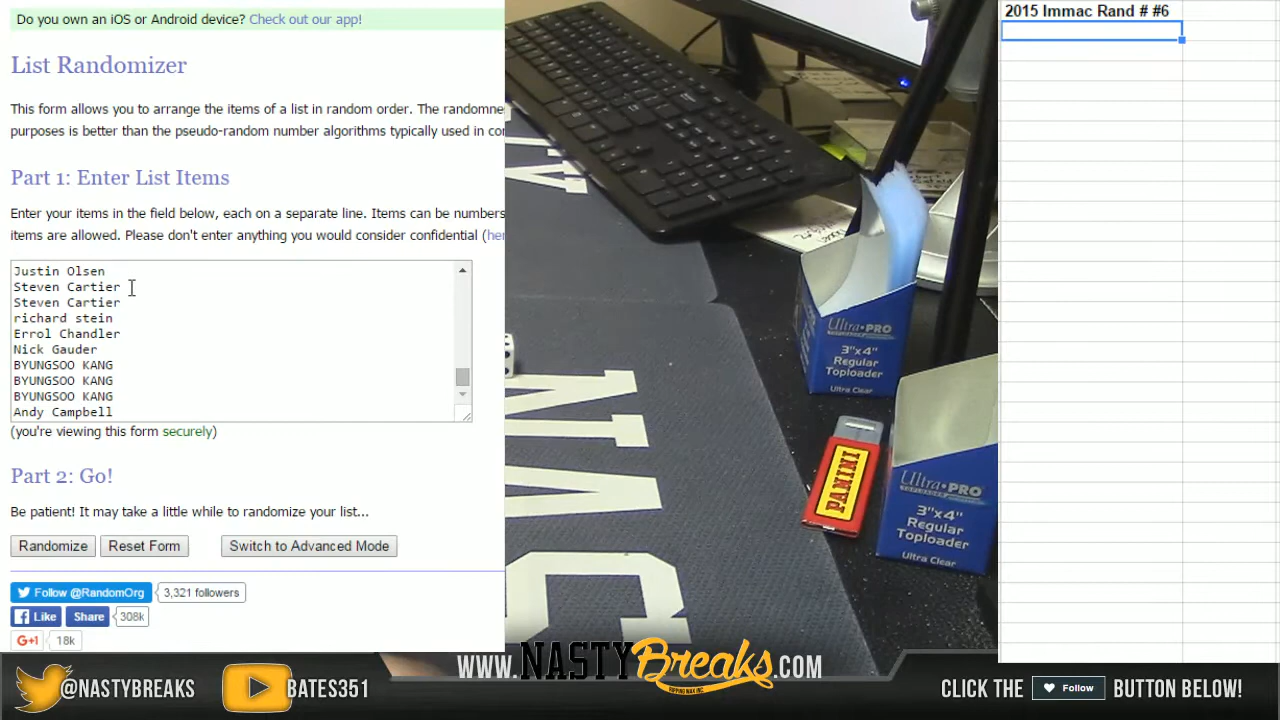 Do you own an iOS or Android device? Check out our app!
List Randomizer
This form allows you to arrange the items of a list in random order. The randomne
purposes is better than the pseudo-random number algorithms typically used in co
Part 1: Enter List Items
Enter your items in the field below, each on a separate line. Items can be numbers
items are allowed. Please don't enter anything you would consider confidential (her
Justin Olsen
Steven Cartier
Steven Cartier
richard stein
Errol Chandler
Nick Gauder
BYUNGSOO KANG
BYUNGSOO KANG
BYUNGSOO KANG
Andy Campbell
(you're viewing this form securely)
Part 2: Go!
Be patient! It may take a little while to randomize your list...
Randomize Reset Form Switch to Advanced Mode
Follow @RandomOrg 3,321 followers
Like Share 308k
G+1 18k
2015 Immac Rand # #6
Ultra·PRO
3"x4"
Regular
Toploader
Ultra Clear
PANINI
Ultra·PRO
3"x4"
Regular
Toploader
Ultra Clear
@NASTYBREAKS
BATES351
WWW.NASTYBreaks.COM
RIPPING WAX INC.
CLICK THE Follow BUTTON BELOW!